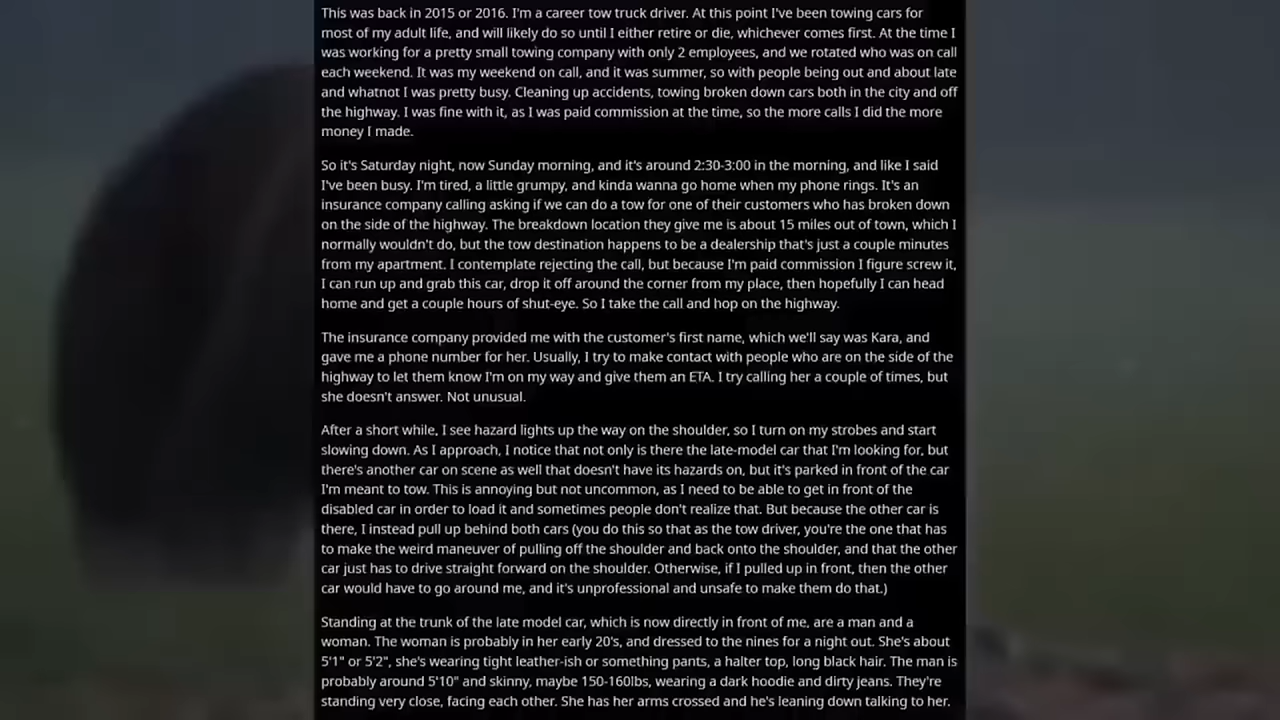 This was back in 2015 or 2016. I'm a career tow truck driver. At this point I've been towing cars for
most of my adult life, and will likely do so until I either retire or die, whichever comes first. At the time I
was working for a pretty small towing company with only 2 employees, and we rotated who was on call
each weekend. It was my weekend on call, and it was summer, so with people being out and about late
and whatnot I was pretty busy. Cleaning up accidents, towing broken down cars both in the city and off
the highway. I was fine with it, as I was paid commission at the time, so the more calls I did the more
money I made.
So it's Saturday night, now Sunday morning, and it's around 2:30-3:00 in the morning, and like I said
I've been busy. I'm tired, a little grumpy, and kinda wanna go home when my phone rings. It's an
insurance company calling asking if we can do a tow for one of their customers who has broken down
on the side of the highway. The breakdown location they give me is about 15 miles out of town, which I
normally wouldn't do, but the tow destination happens to be a dealership that's just a couple minutes
from my apartment. I contemplate rejecting the call, but because I'm paid commission I figure screw it,
I can run up and grab this car, drop it off around the corner from my place, then hopefully I can head
home and get a couple hours of shut-eye. So I take the call and hop on the highway.
The insurance company provided me with the customer's first name, which we'll say was Kara, and
gave me a phone number for her. Usually, I try to make contact with people who are on the side of the
highway to let them know I'm on my way and give them an ETA. I try calling her a couple of times, but
she doesn't answer. Not unusual.
After a short while, I see hazard lights up the way on the shoulder, so I turn on my strobes and start
slowing down. As I approach, I notice that not only is there the late-model car that I'm looking for, but
there's another car on scene as well that doesn't have its hazards on, but it's parked in front of the car
I'm meant to tow. This is annoying but not uncommon, as I need to be able to get in front of the
disabled car in order to load it and sometimes people don't realize that. But because the other car is
there, I instead pull up behind both cars (you do this so that as the tow driver, you're the one that has
to make the weird maneuver of pulling off the shoulder and back onto the shoulder, and that the other
car just has to drive straight forward on the shoulder. Otherwise, if I pulled up in front, then the other
car would have to go around me, and it's unprofessional and unsafe to make them do that.)
Standing at the trunk of the late model car, which is now directly in front of me, are a man and a
woman. The woman is probably in her early 20's, and dressed to the nines for a night out. She's about
5'1" or 5'2", she's wearing tight leather-ish or something pants, a halter top, long black hair. The man is
probably around 5'10" and skinny, maybe 150-160lbs, wearing a dark hoodie and dirty jeans. They're
standing very close, facing each other. She has her arms crossed and he's leaning down talking to her.